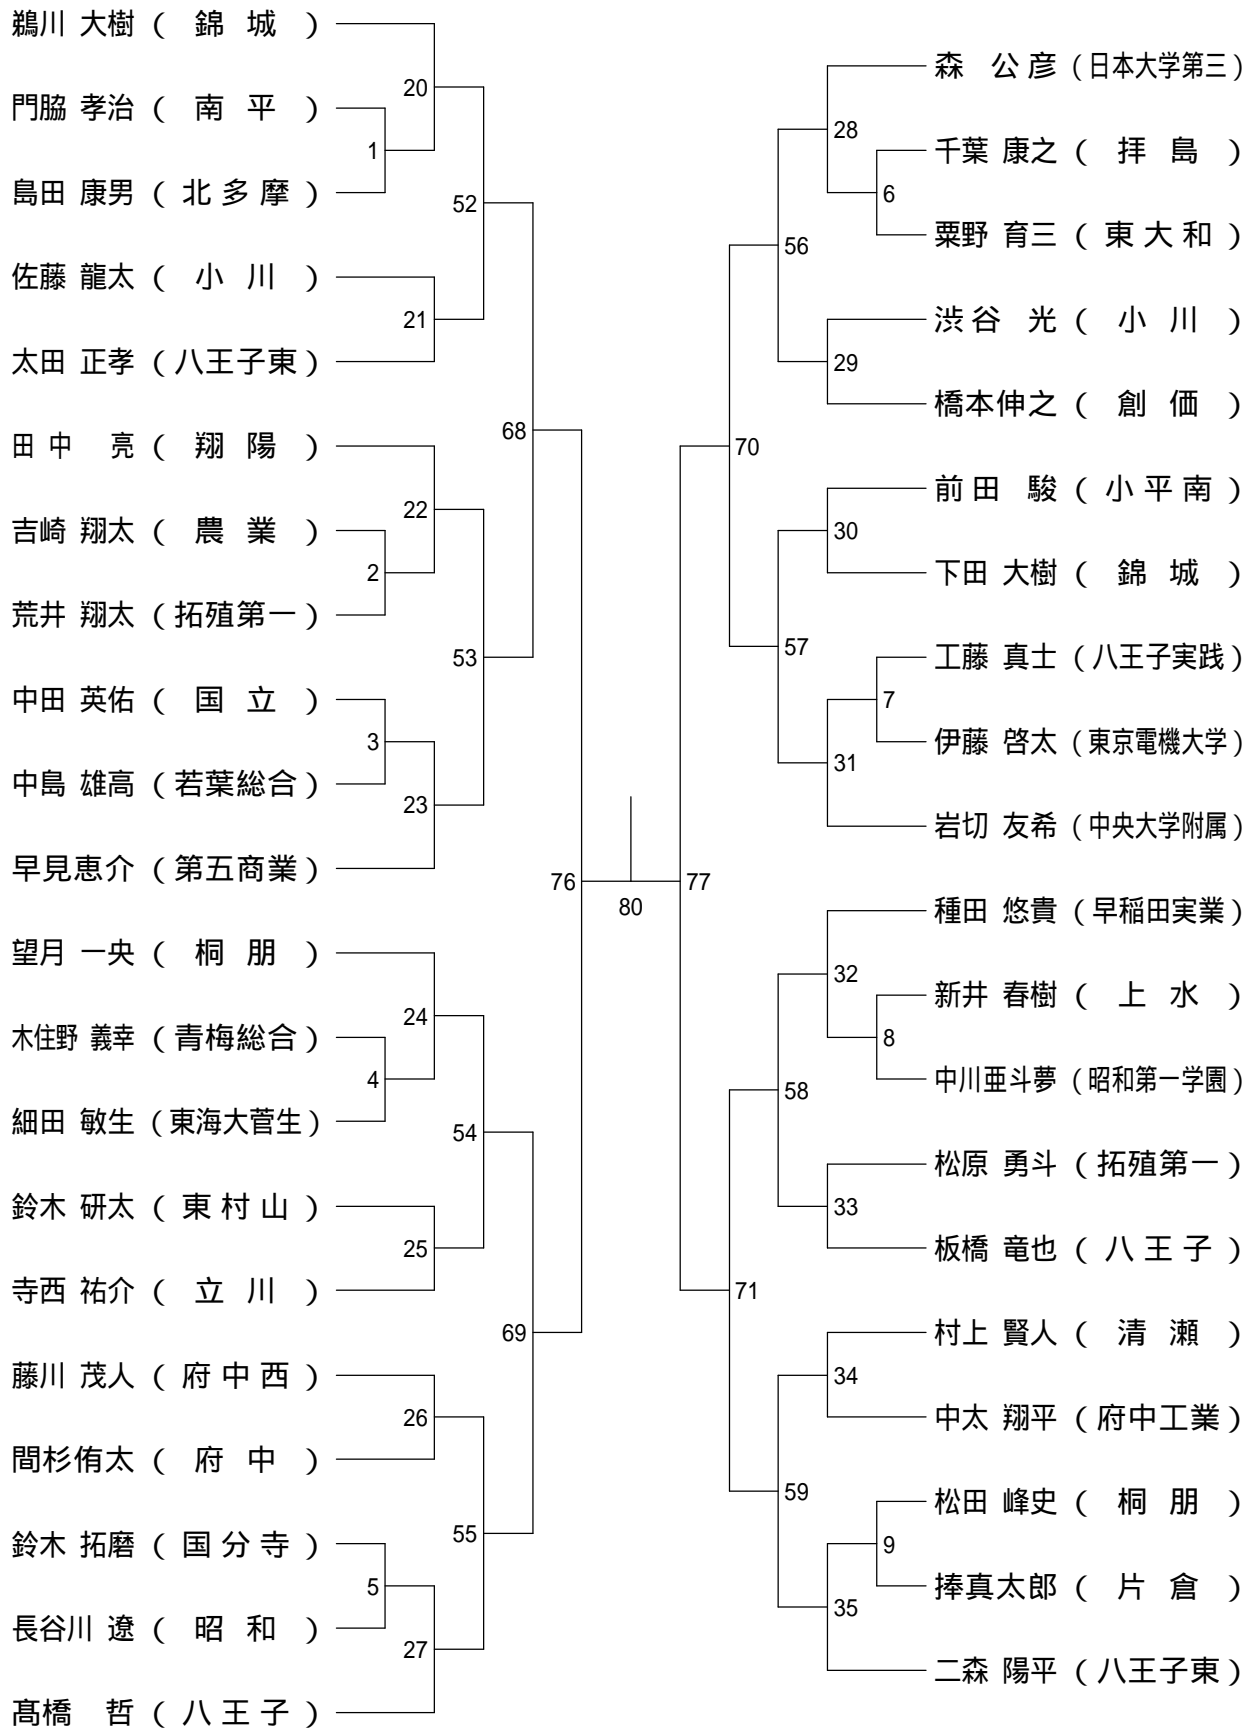 鵜川 大樹 ( 錦 城 )
門脇 孝治 ( 南 平 )
島田 康男 ( 北 多 摩 )
佐藤 龍太 ( 小 川 )
太田 正孝 ( 八王子東 )
田 中 亮 ( 翔 陽 )
吉崎 翔太 ( 農 業 )
荒井 翔太 ( 拓殖第一 )
中田 英佑 ( 国 立 )
中島 雄高 ( 若葉総合 )
早見恵介 ( 第五商業 )
望月 一央 ( 桐 朋 )
木住野 義幸 ( 青梅総合 )
細田 敏生 ( 東海大菅生 )
鈴木 研太 ( 東 村 山 )
寺西 祐介 ( 立 川 )
藤川 茂人 ( 府 中 西 )
間杉侑太 ( 府 中 )
鈴木 拓磨 ( 国 分 寺 )
長谷川 遼 ( 昭 和 )
髙橋 哲 ( 八 王 子 )
1
2
3
4
5
20
21
22
23
24
25
26
27
52
53
54
55
68
69
76
80
77
70
71
56
57
58
59
28
29
30
31
32
33
34
35
6
7
8
9
森 公 彦 ( 日本大学第三 )
千葉 康之 ( 拝 島 )
粟野 育三 ( 東 大 和 )
渋 谷 光 ( 小 川 )
橋本伸之 ( 創 価 )
前 田 駿 ( 小 平 南 )
下田 大樹 ( 錦 城 )
工藤 真士 ( 八王子実践 )
伊藤 啓太 ( 東京電機大学 )
岩切 友希 ( 中央大学附属 )
種田 悠貴 ( 早稲田実業 )
新井 春樹 ( 上 水 )
中川亜斗夢 ( 昭和第一学園 )
松原 勇斗 ( 拓殖第一 )
板橋 竜也 ( 八 王 子 )
村上 賢人 ( 清 瀬 )
中太 翔平 ( 府中工業 )
松田 峰史 ( 桐 朋 )
捧真太郎 ( 片 倉 )
二森 陽平 ( 八王子東 )